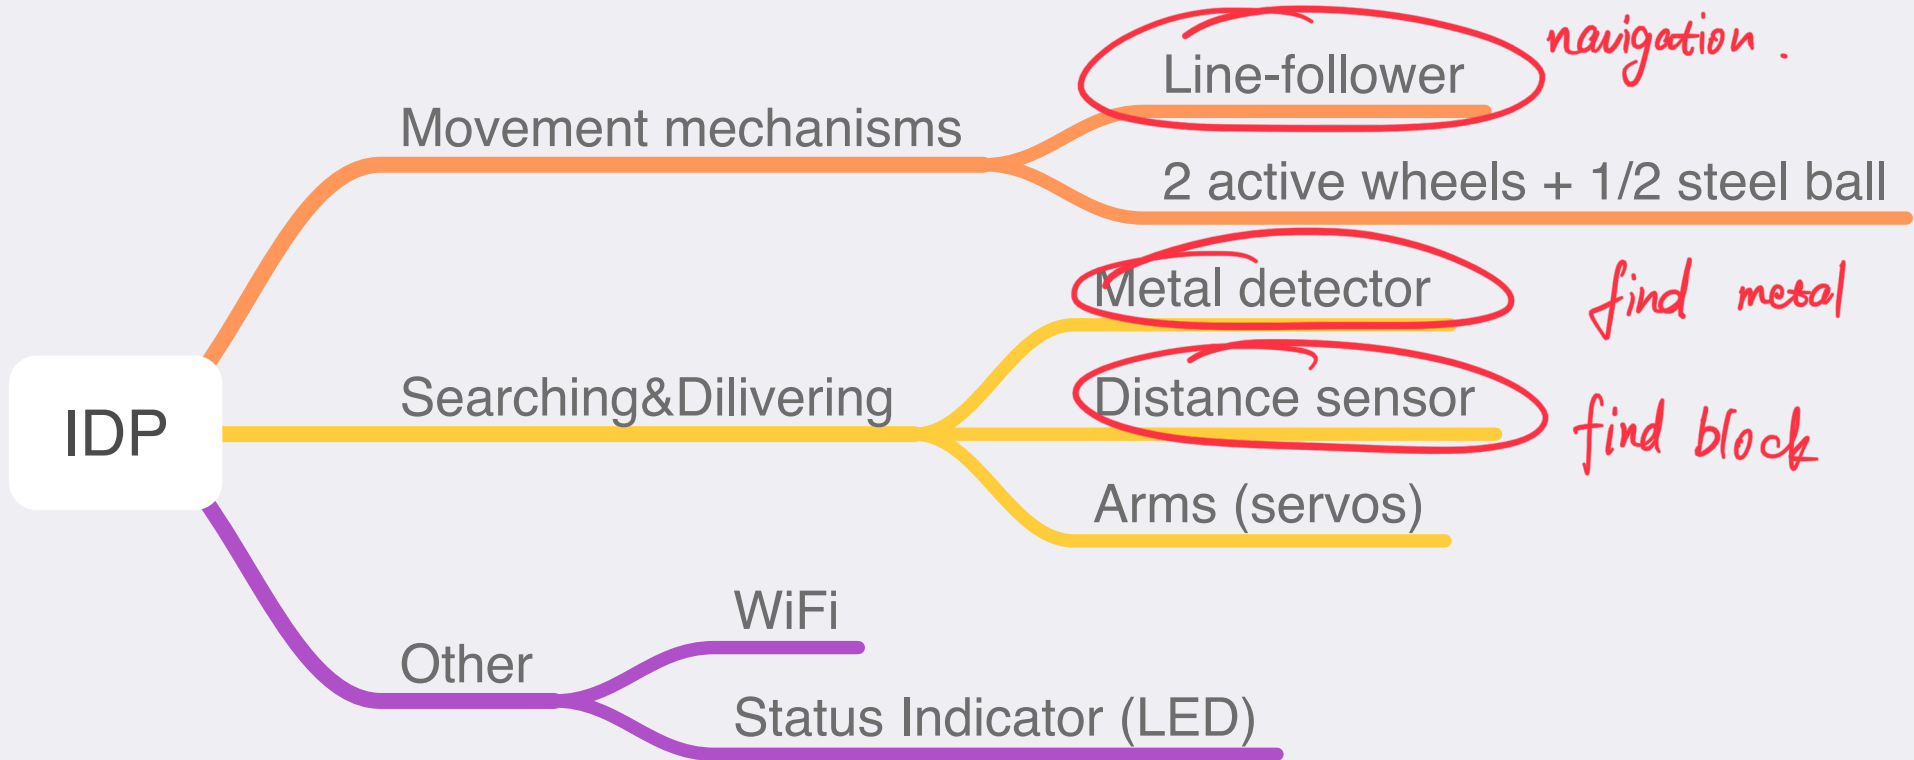 IDP
Movement mechanisms
Line-follower
navigation.
2 active wheels + 1/2 steel ball
Searching&Dilivering
Metal detector
find metal
Distance sensor
find block
Arms (servos)
Other
WiFi
Status Indicator (LED)